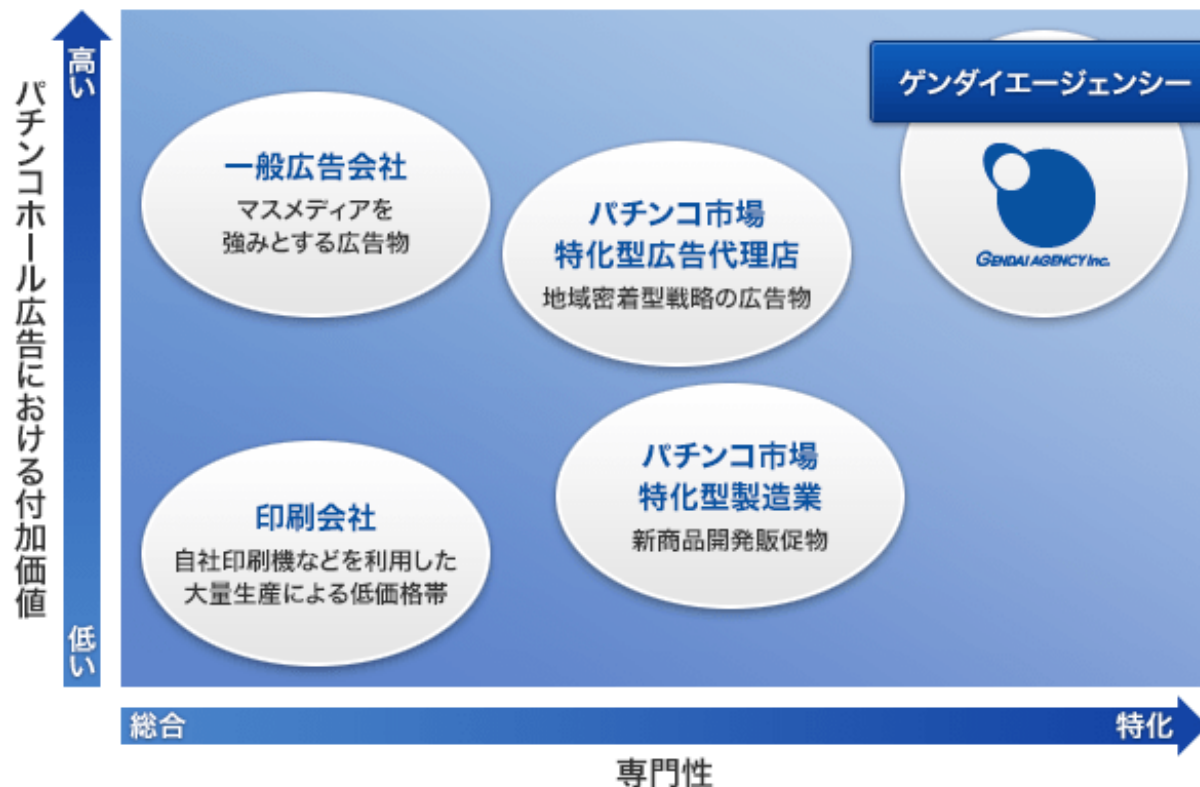 高い
パチンコホール広告における付加価値
低い
ゲンダイエージェンシー
GENDAI AGENCY Inc.
一般広告会社
マスメディアを
強みとする広告物
パチンコ市場
特化型広告代理店
地域密着型戦略の広告物
パチンコ市場
特化型製造業
新商品開発販促物
印刷会社
自社印刷機などを利用した
大量生産による低価格帯
総合
特化
専門性